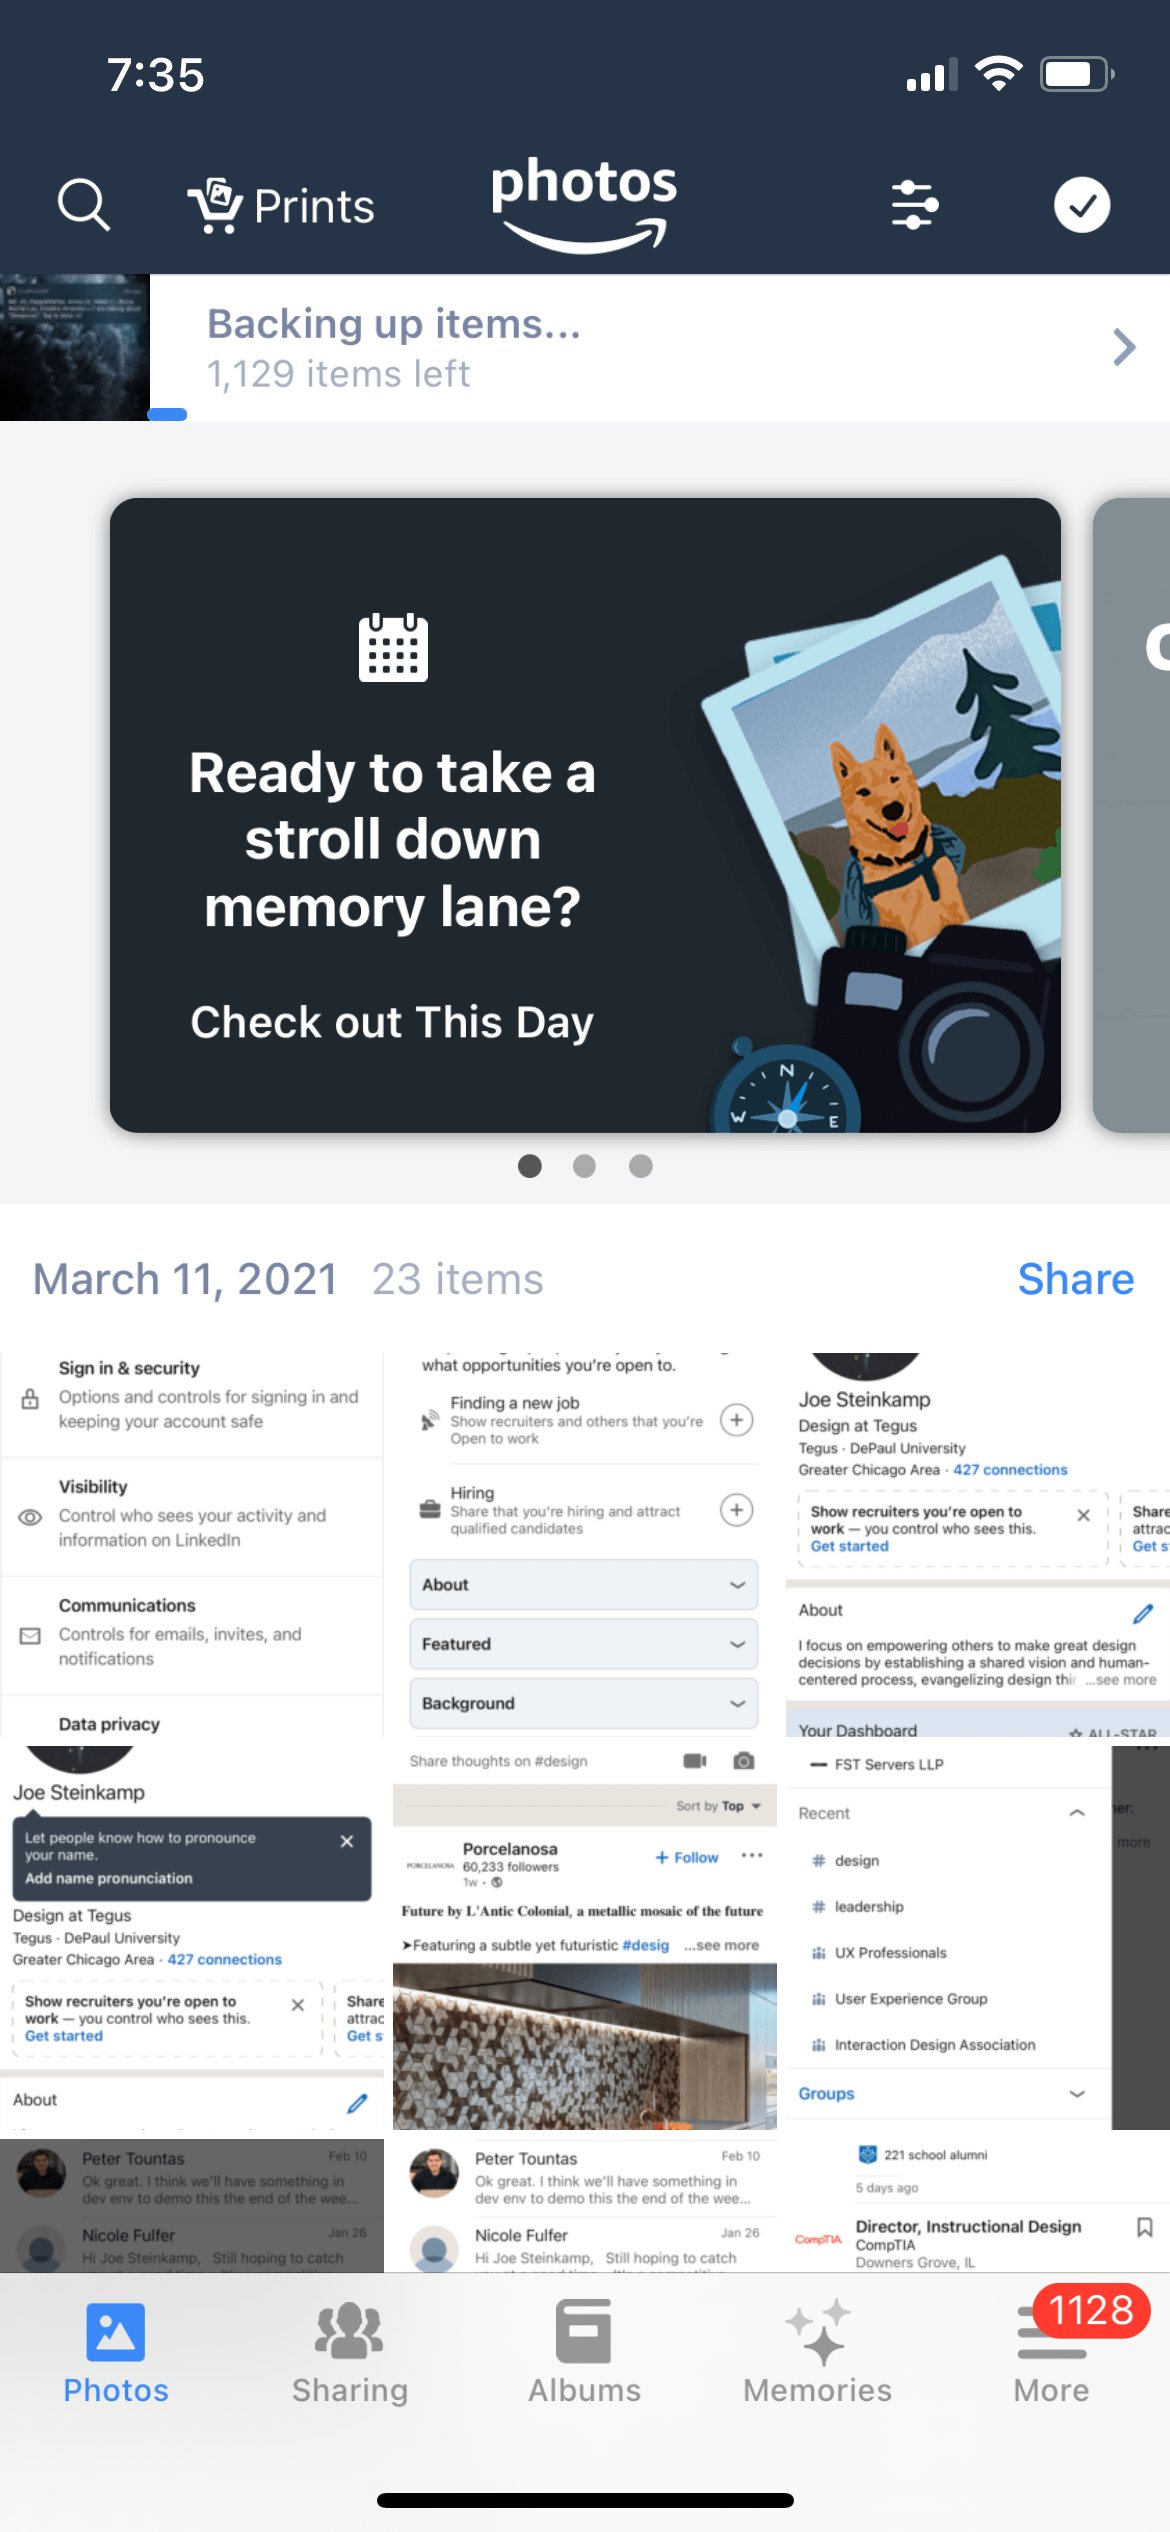 7:35
Prints
photos
Backing up items...
1,129 items left
Ready to take a
stroll down
memory lane?
Check out This Day
N
W
E
March 11, 2021 23 items
Share
Sign in & security
Options and controls for signing in and
keeping your account safe
Visibility
Control who sees your activity and
information on LinkedIn
Communications
Controls for emails, invites, and
notifications
Data privacy
what opportunities you're open to.
Finding a new job
Show recruiters and others that you're
Open to work
Hiring
Share that you're hiring and attract
qualified candidates
About
Featured
Background
Joe Steinkamp
Design at Tegus
Tegus · DePaul University
Greater Chicago Area · 427 connections
Show recruiters you're open to
work — you control who sees this.
Get started
Share
attrac
Get s
About
I focus on empowering others to make great design
decisions by establishing a shared vision and human-
centered process, evangelizing design thir ...see more
Your Dashboard
ALL-STAR
Joe Steinkamp
Let people know how to pronounce
your name.
Add name pronunciation
Design at Tegus
Tegus · DePaul University
Greater Chicago Area · 427 connections
Show recruiters you're open to
work — you control who sees this.
Get started
Share
attrac
Get s
About
Share thoughts on #design
Sort by Top
PORCELANOSA
Porcelanosa
60,233 followers
1w ·
+ Follow
Future by L'Antic Colonial, a metallic mosaic of the future
➤Featuring a subtle yet futuristic #desig ...see more
FST Servers LLP
Recent
# design
# leadership
UX Professionals
User Experience Group
Interaction Design Association
Groups
ner:
more
Peter Tountas
Feb 10
Ok great. I think we'll have something in
dev env to demo this the end of the wee...
Nicole Fulfer
Jan 26
Hi Joe Steinkamp, Still hoping to catch
Peter Tountas
Feb 10
Ok great. I think we'll have something in
dev env to demo this the end of the wee...
Nicole Fulfer
Jan 26
Hi Joe Steinkamp, Still hoping to catch
221 school alumni
5 days ago
CompTIA
Director, Instructional Design
CompTIA
Downers Grove, IL
1128
Photos
Sharing
Albums
Memories
More